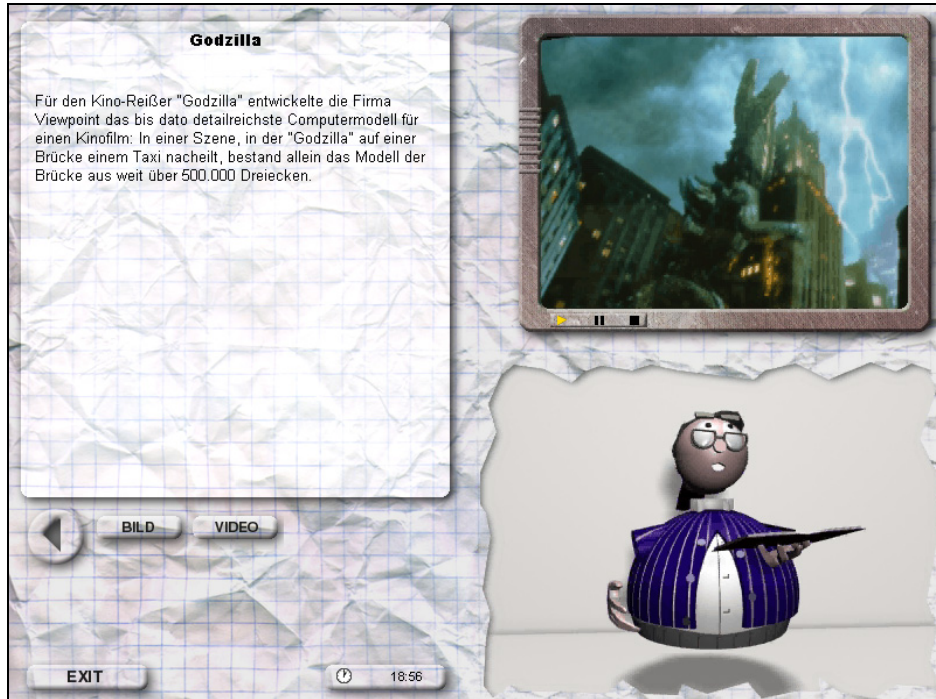 Godzilla
Für den Kino-Reißer "Godzilla" entwickelte die Firma
Viewpoint das bis dato detailreichste Computermodell für
einen Kinofilm: In einer Szene, in der "Godzilla" auf einer
Brücke einem Taxi nacheilt, bestand allein das Modell der
Brücke aus weit über 500.000 Dreiecken.
BILD VIDEO
EXIT 18:56